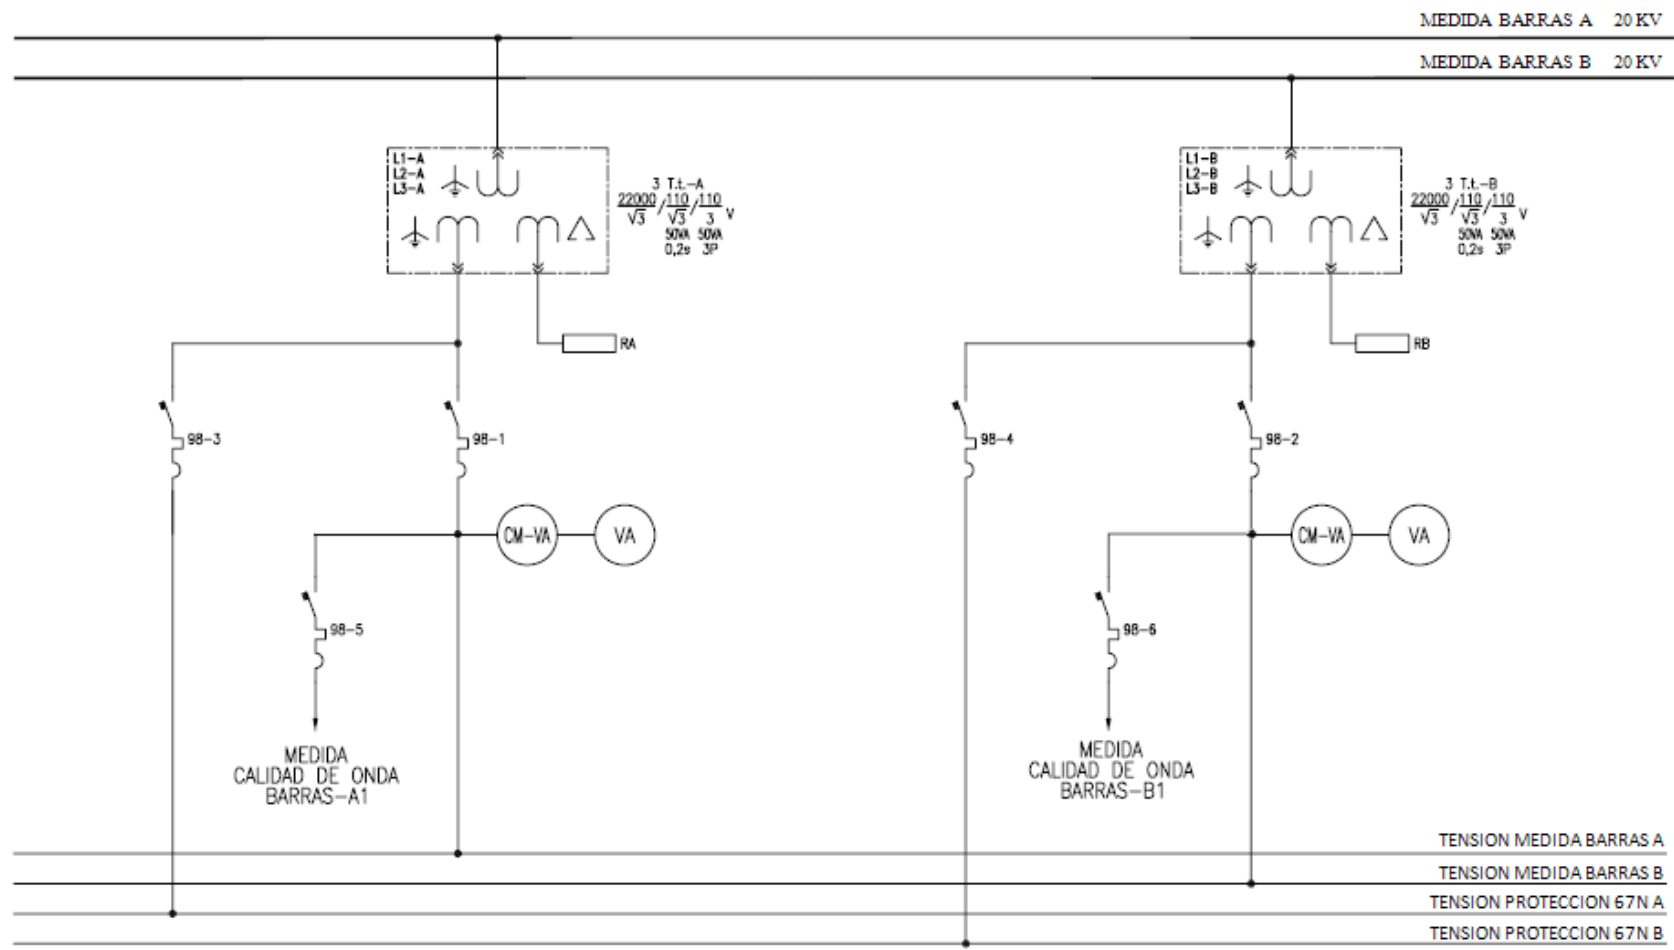 MEDIDA BARRAS A 20 KV
MEDIDA BARRAS B 20 KV
L1-A
L2-A
L3-A
3 T.t.-A
22000/√3 / 110/√3 / 110/3 V
50VA 50VA
0,2s 3P
L1-B
L2-B
L3-B
3 T.t.-B
22000/√3 / 110/√3 / 110/3 V
50VA 50VA
0,2s 3P
RA
RB
98-3
98-1
98-4
98-2
CM-VA
VA
CM-VA
VA
98-5
98-6
MEDIDA
CALIDAD DE ONDA
BARRAS-A1
MEDIDA
CALIDAD DE ONDA
BARRAS-B1
TENSION MEDIDA BARRAS A
TENSION MEDIDA BARRAS B
TENSION PROTECCION 67N A
TENSION PROTECCION 67N B